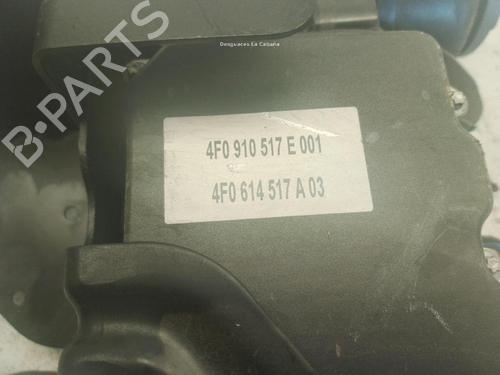 Desguaces La Cabaña
B-PARTS
4F0 910 517 E 001
4F0 614 517 A 03